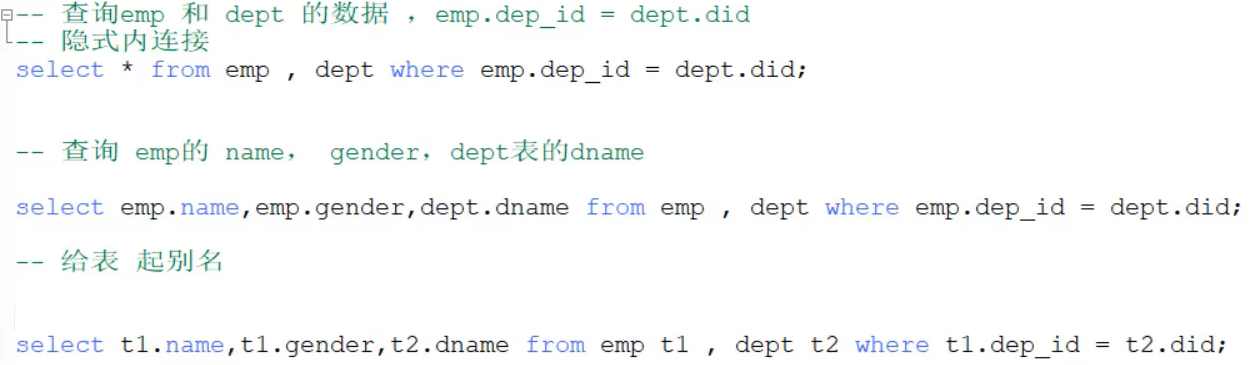 -- 查询emp 和 dept 的数据 ，emp.dep_id = dept.did
-- 隐式内连接
select * from emp , dept where emp.dep_id = dept.did;
-- 查询 emp的 name， gender，dept表的dname
select emp.name,emp.gender,dept.dname from emp , dept where emp.dep_id = dept.did;
-- 给表 起别名
select t1.name,t1.gender,t2.dname from emp t1 , dept t2 where t1.dep_id = t2.did;